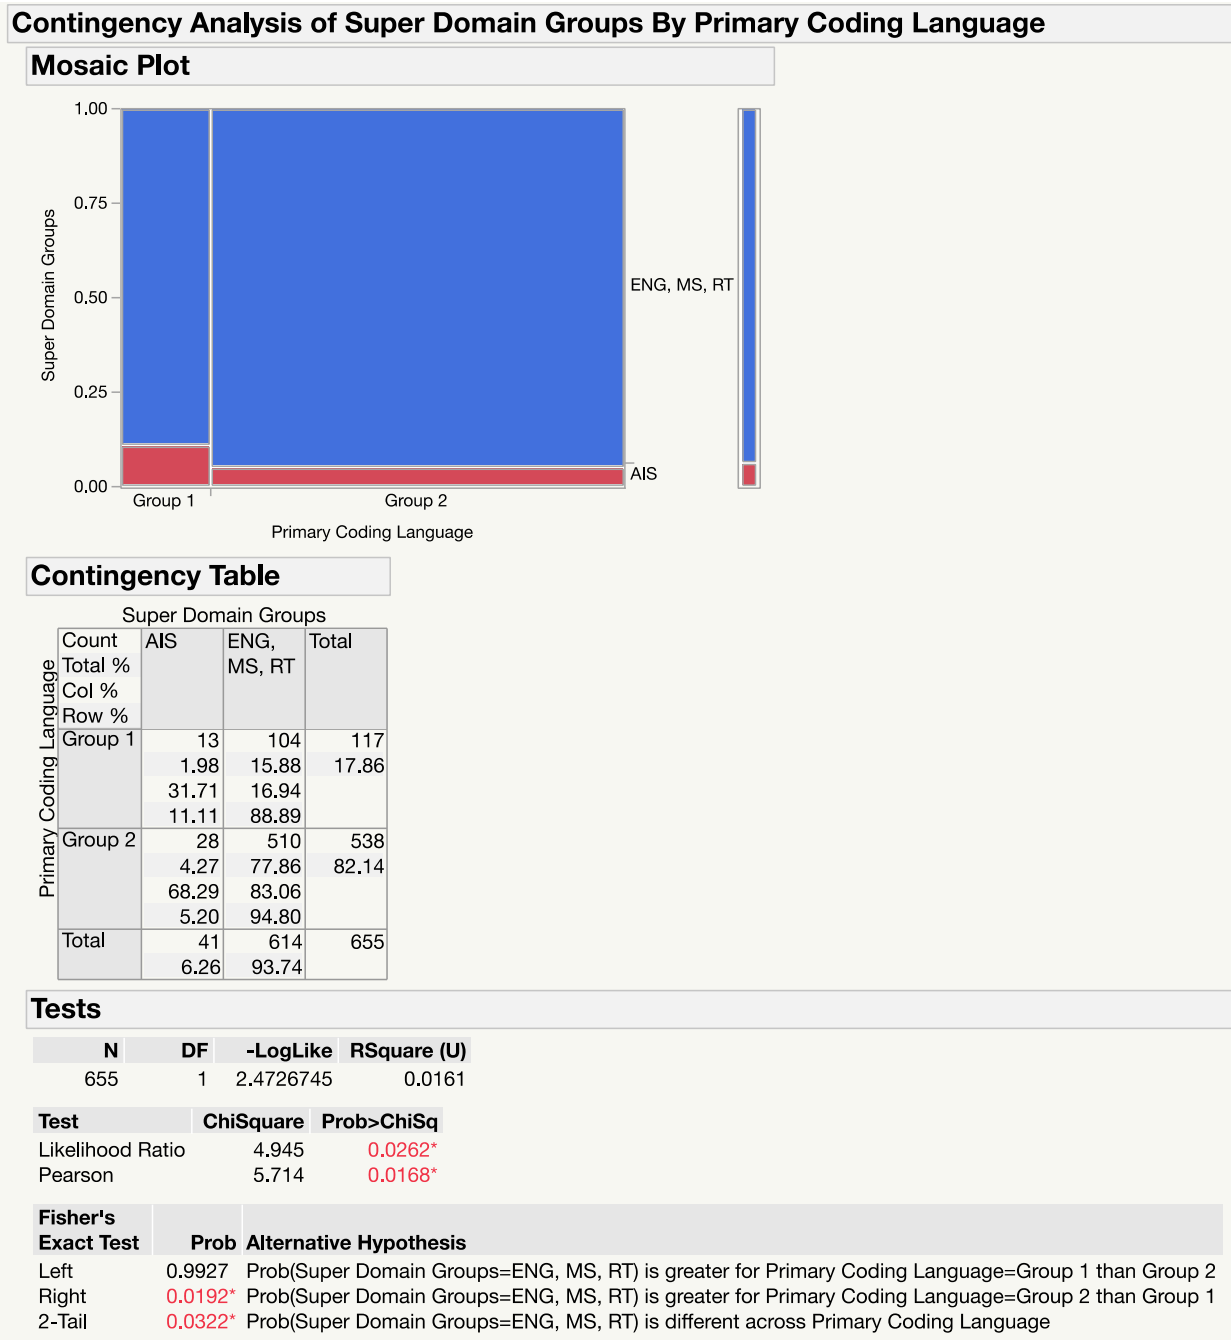 Contingency Analysis of Super Domain Groups By Primary Coding Language
Mosaic Plot
1.00
0.75
0.50
0.25
0.00
Super Domain Groups
ENG, MS, RT
AIS
Group 1 Group 2
Primary Coding Language
Contingency Table
Super Domain Groups
Primary Coding Language
Count AIS ENG, Total
Total % MS, RT
Col %
Row %
Group 1 13 104 117
1.98 15.88 17.86
31.71 16.94
11.11 88.89
Group 2 28 510 538
4.27 77.86 82.14
68.29 83.06
5.20 94.80
Total 41 614 655
6.26 93.74
Tests
N DF -LogLike RSquare (U)
655 1 2.4726745 0.0161
Test ChiSquare Prob>ChiSq
Likelihood Ratio 4.945 0.0262*
Pearson 5.714 0.0168*
Fisher's
Exact Test Prob Alternative Hypothesis
Left 0.9927 Prob(Super Domain Groups=ENG, MS, RT) is greater for Primary Coding Language=Group 1 than Group 2
Right 0.0192* Prob(Super Domain Groups=ENG, MS, RT) is greater for Primary Coding Language=Group 2 than Group 1
2-Tail 0.0322* Prob(Super Domain Groups=ENG, MS, RT) is different across Primary Coding Language